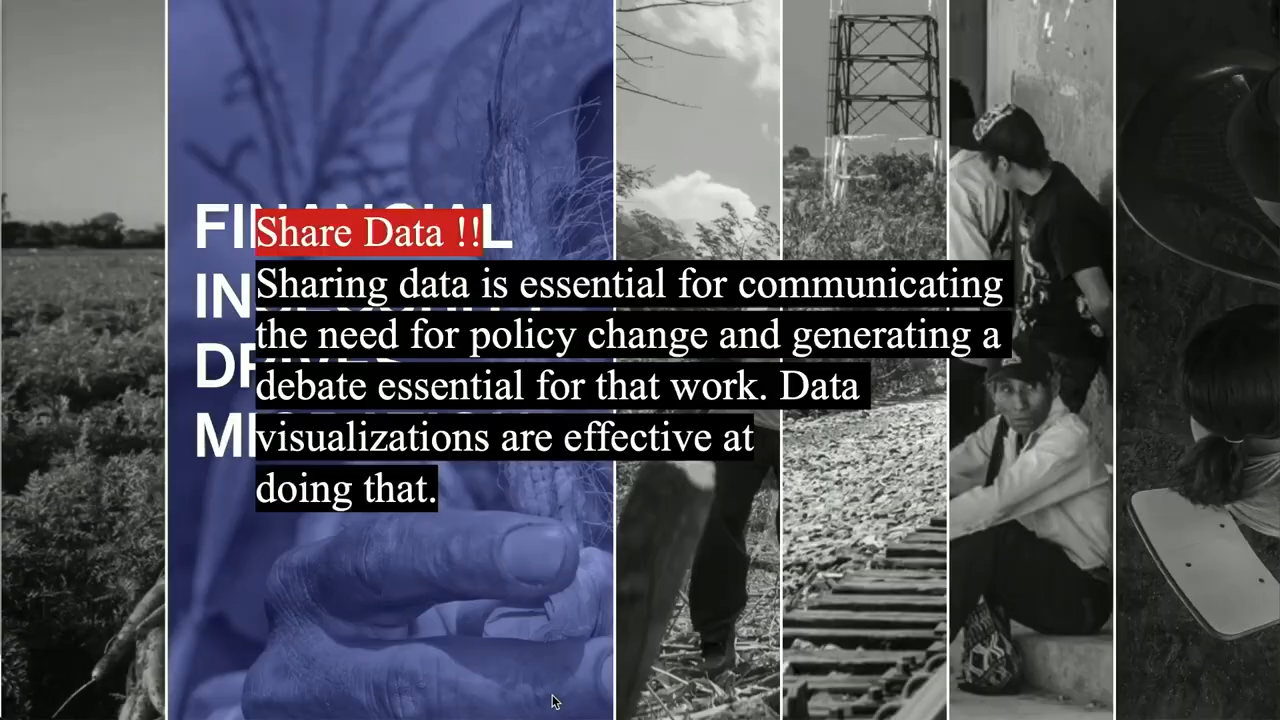 Share Data !!
Sharing data is essential for communicating
the need for policy change and generating a
debate essential for that work. Data
visualizations are effective at
doing that.